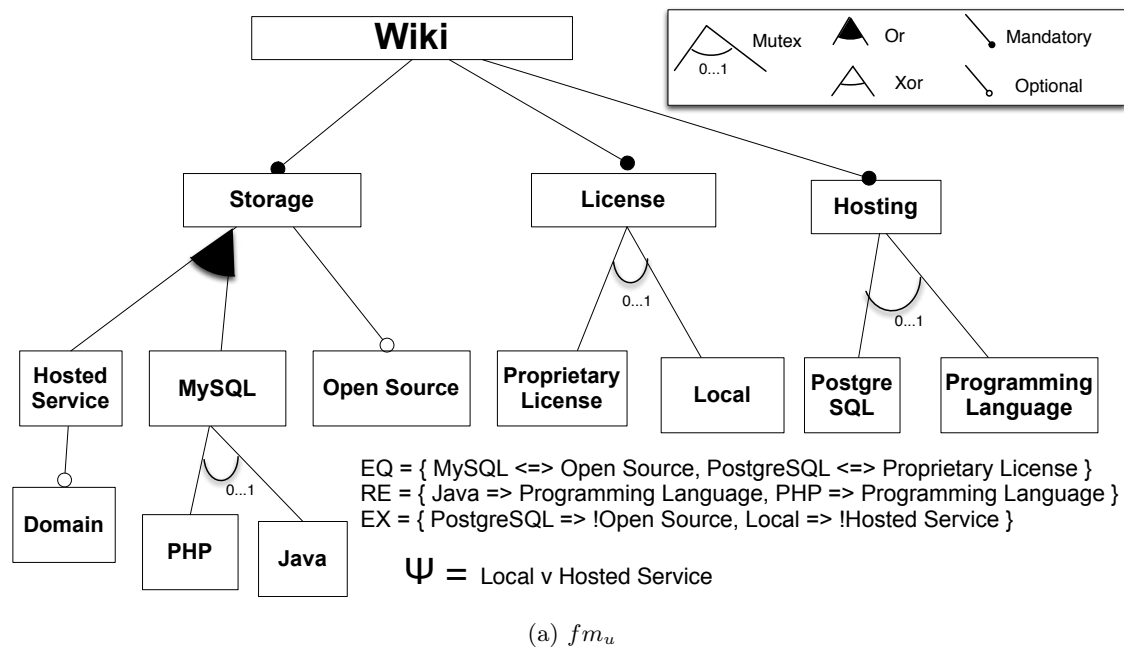 Wiki
Mutex
0...1
Or
Xor
Mandatory
Optional
Storage
License
Hosting
0...1
0...1
Hosted
Service
MySQL
Open Source
Proprietary
License
Local
Postgre
SQL
Programming
Language
0...1
Domain
PHP
Java
EQ = { MySQL <=> Open Source, PostgreSQL <=> Proprietary License }
RE = { Java => Programming Language, PHP => Programming Language }
EX = { PostgreSQL => !Open Source, Local => !Hosted Service }
Ψ = Local v Hosted Service
(a) fm_u